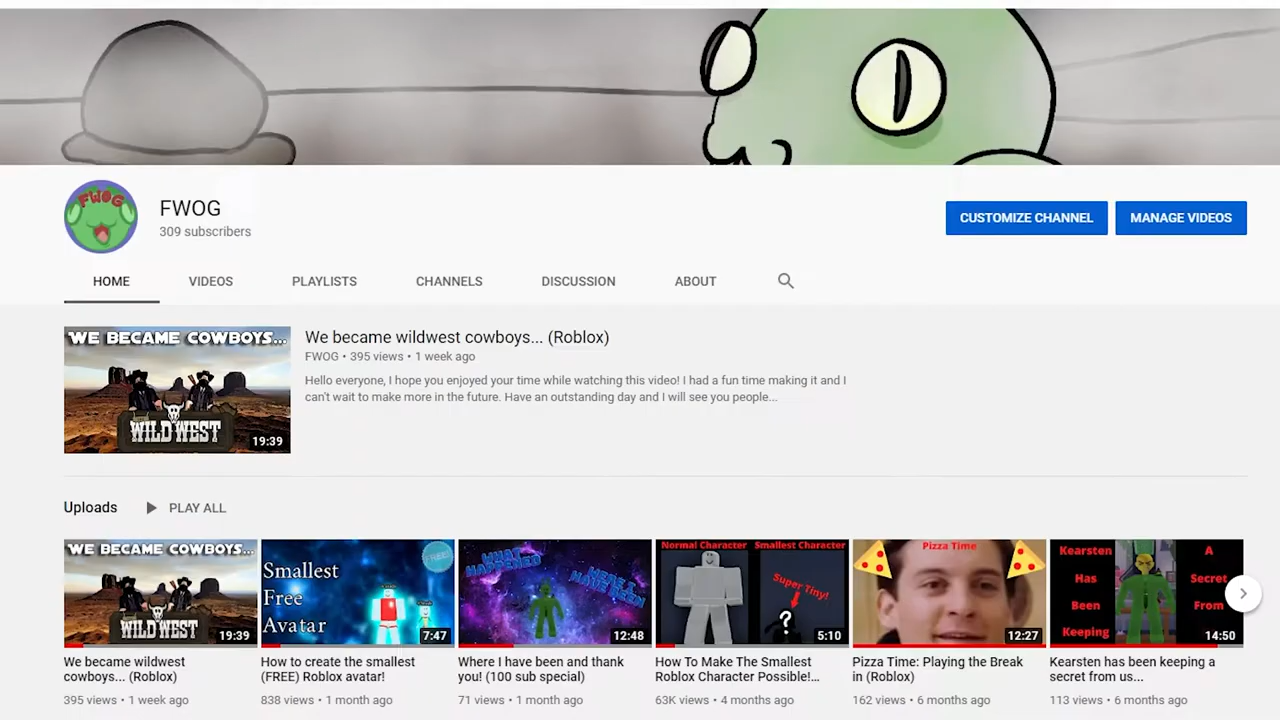 FWOG
FWOG
309 subscribers
CUSTOMIZE CHANNEL
MANAGE VIDEOS
HOME
VIDEOS
PLAYLISTS
CHANNELS
DISCUSSION
ABOUT
WE BECAME COWBOYS...
WILD WEST
19:39
We became wildwest cowboys... (Roblox)
FWOG • 395 views • 1 week ago
Hello everyone, I hope you enjoyed your time while watching this video! I had a fun time making it and I
can't wait to make more in the future. Have an outstanding day and I will see you people...
Uploads
PLAY ALL
WE BECAME COWBOYS...
WILD WEST
19:39
We became wildwest
cowboys... (Roblox)
395 views • 1 week ago
Smallest
Free
Avatar
7:47
How to create the smallest
(FREE) Roblox avatar!
838 views • 1 month ago
WHAT
HAPPENED
WHERE I
HAVE BEEN
12:48
Where I have been and thank
you! (100 sub special)
71 views • 1 month ago
Normal Character
Smallest Character
Super Tiny!
?
5:10
How To Make The Smallest
Roblox Character Possible!...
63K views • 4 months ago
Pizza Time
12:27
Pizza Time: Playing the Break
in (Roblox)
162 views • 6 months ago
Kearsten
Has
Been
Keeping
A
Secret
From
14:50
Kearsten has been keeping a
secret from us...
113 views • 6 months ago